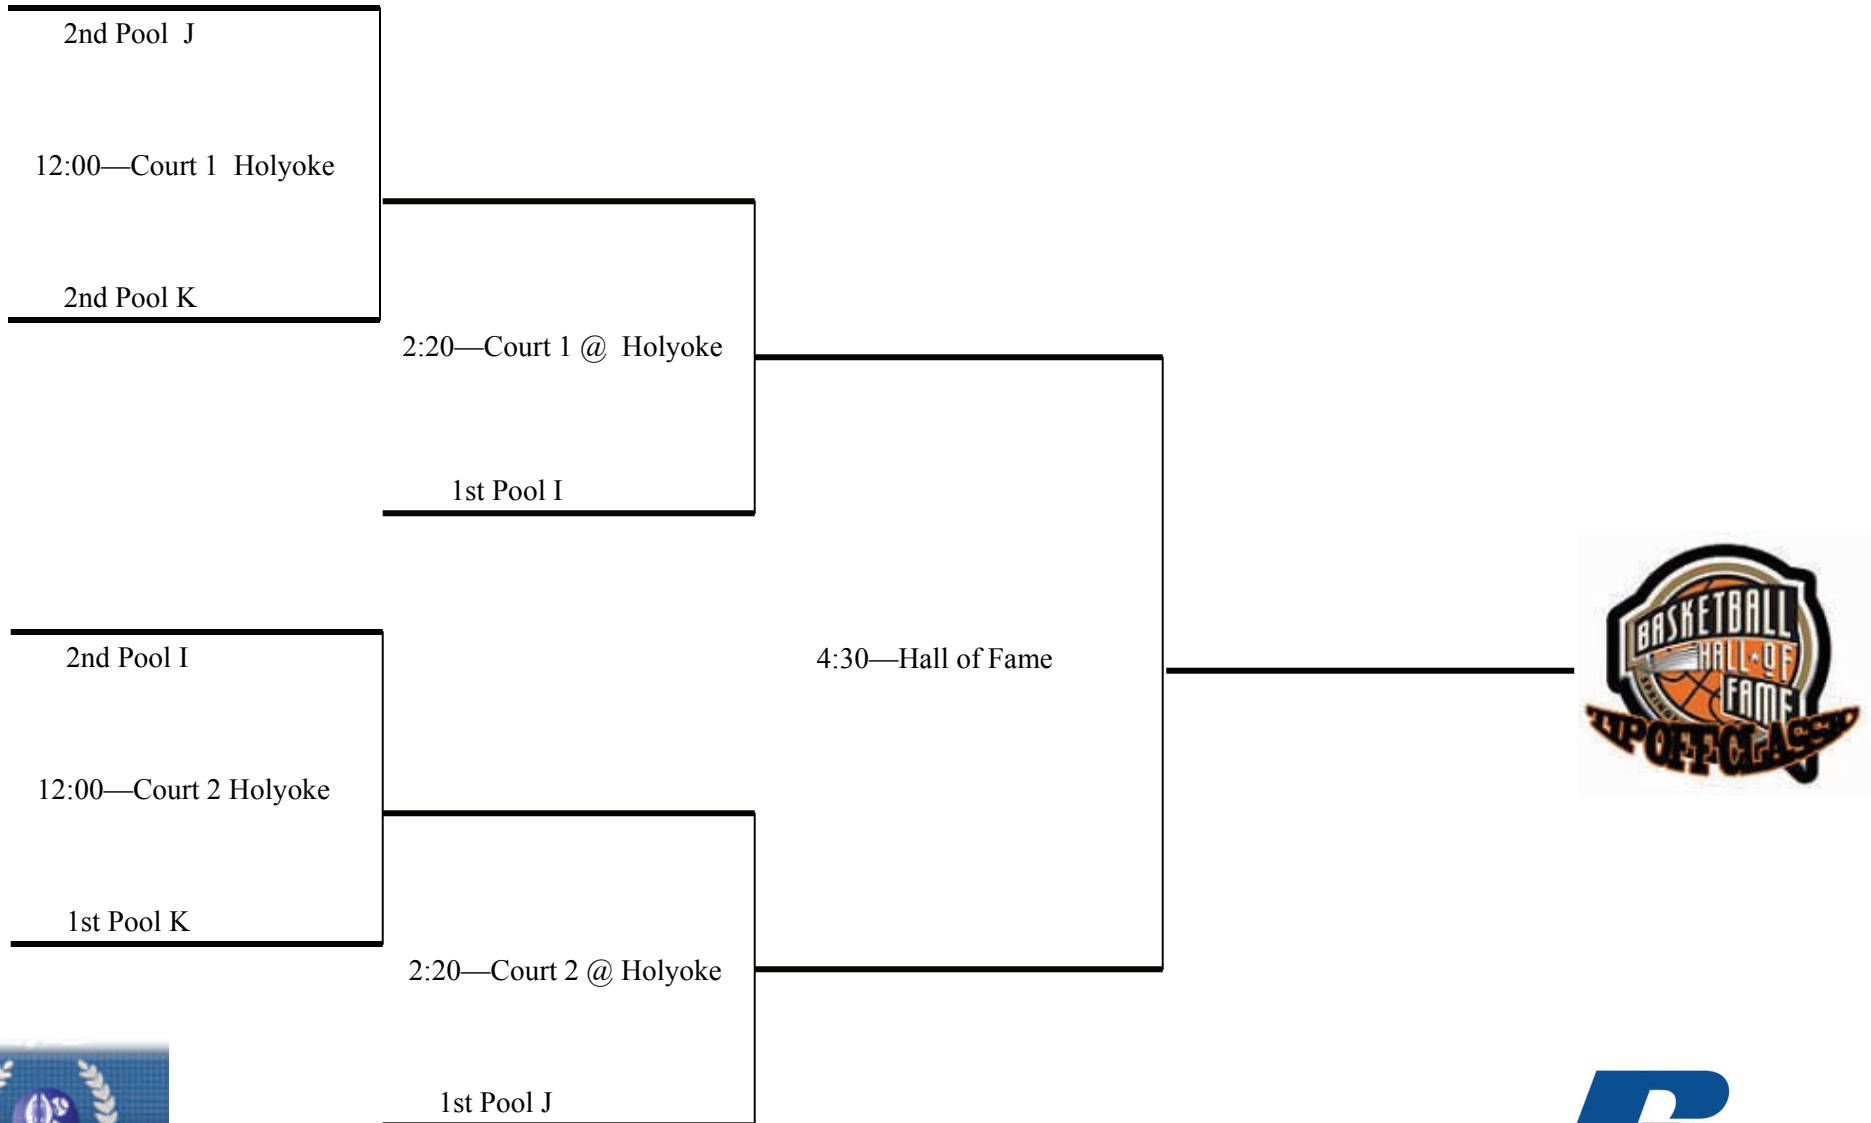 2nd Pool  J
12:00—Court 1  Holyoke
2nd Pool K
2:20—Court 1 @  Holyoke
1st Pool I
2nd Pool I
4:30—Hall of Fame
BASKETBALL
HALL OF
FAME
TIP OFF CLASSIC
12:00—Court 2 Holyoke
1st Pool K
2:20—Court 2 @ Holyoke
1st Pool J